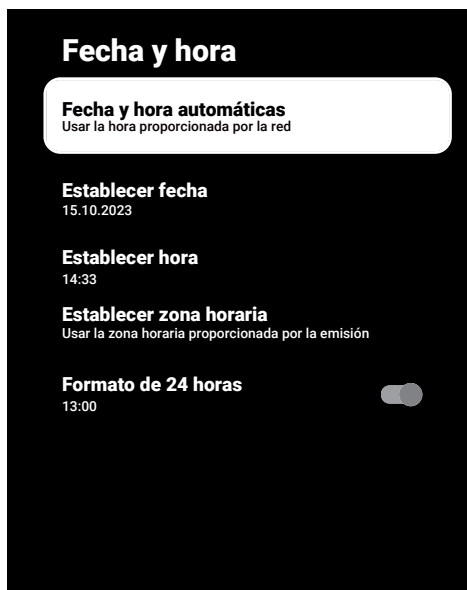 Fecha y hora
Fecha y hora automáticas
Usar la hora proporcionada por la red
Establecer fecha
15.10.2023
Establecer hora
14:33
Establecer zona horaria
Usar la zona horaria proporcionada por la emisión
Formato de 24 horas
13:00